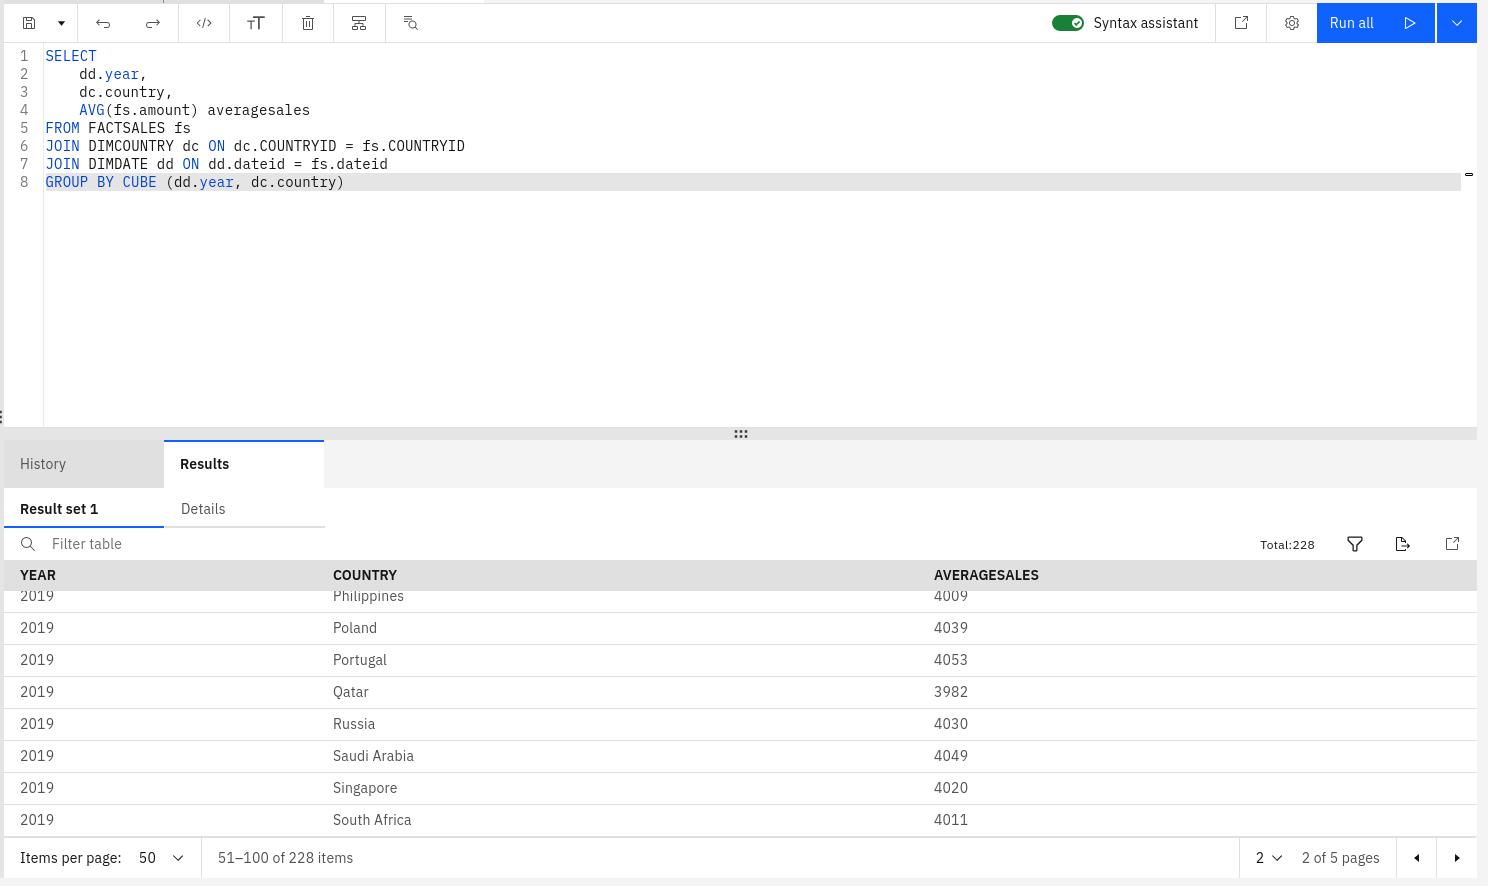 Syntax assistant
Run all
1 SELECT
2 dd.year,
3 dc.country,
4 AVG(fs.amount) averagesales
5 FROM FACTSALES fs
6 JOIN DIMCOUNTRY dc ON dc.COUNTRYID = fs.COUNTRYID
7 JOIN DIMDATE dd ON dd.dateid = fs.dateid
8 GROUP BY CUBE (dd.year, dc.country)
History
Results
Result set 1
Details
Filter table
Total:228
YEAR COUNTRY AVERAGESALES
2019 Philippines 4009
2019 Poland 4039
2019 Portugal 4053
2019 Qatar 3982
2019 Russia 4030
2019 Saudi Arabia 4049
2019 Singapore 4020
2019 South Africa 4011
Items per page: 50
51–100 of 228 items
2
2 of 5 pages